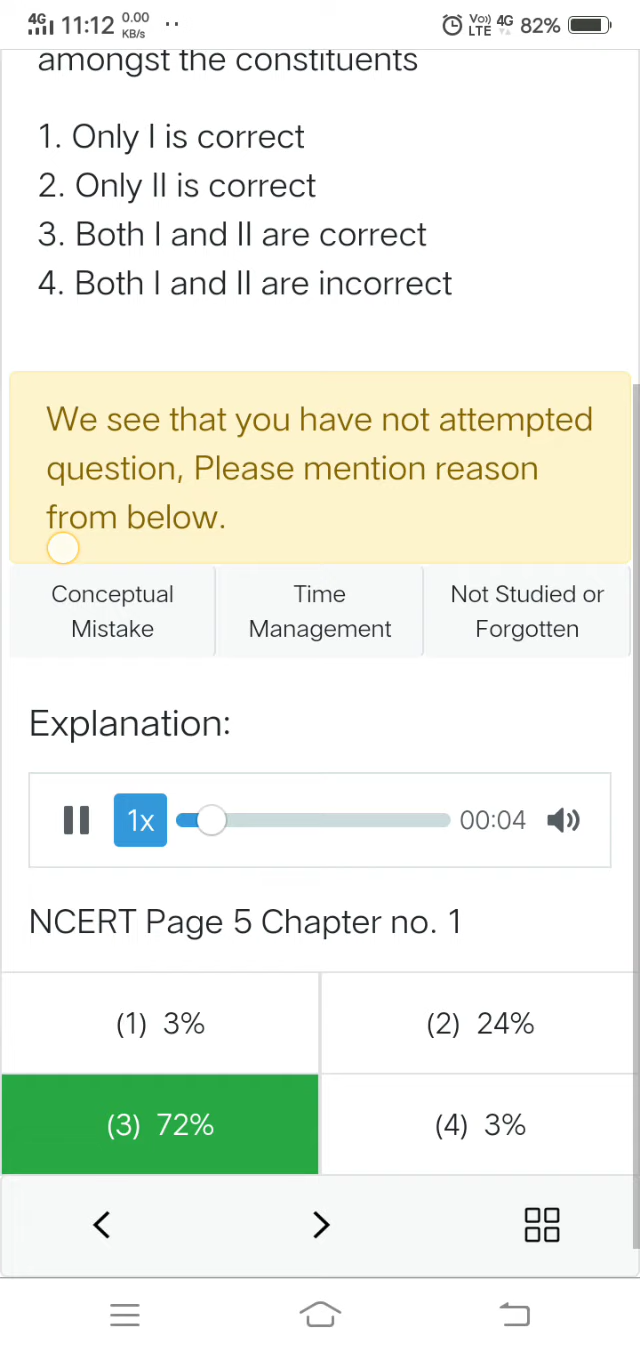 4G 11:12 0.00 KB/s ·· Vo)) LTE 4G 82%
amongst the constituents
1. Only I is correct
2. Only II is correct
3. Both I and II are correct
4. Both I and II are incorrect
We see that you have not attempted
question, Please mention reason
from below.
Conceptual Mistake
Time Management
Not Studied or Forgotten
Explanation:
1x 00:04
NCERT Page 5 Chapter no. 1
(1) 3% (2) 24%
(3) 72% (4) 3%